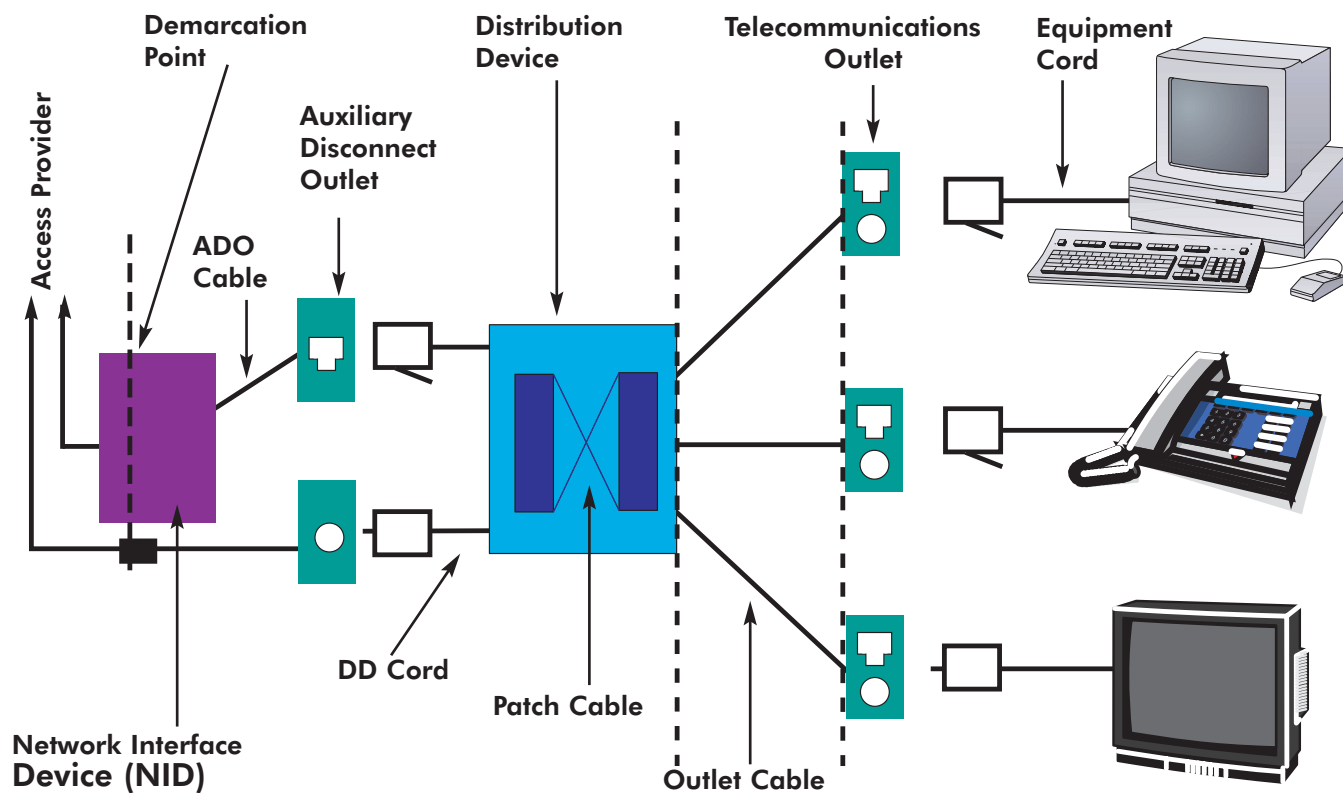 Demarcation
Point
Distribution
Device
Telecommunications
Outlet
Equipment
Cord
Access Provider
Auxiliary
Disconnect
Outlet
ADO
Cable
DD Cord
Patch Cable
Network Interface
Device (NID)
Outlet Cable